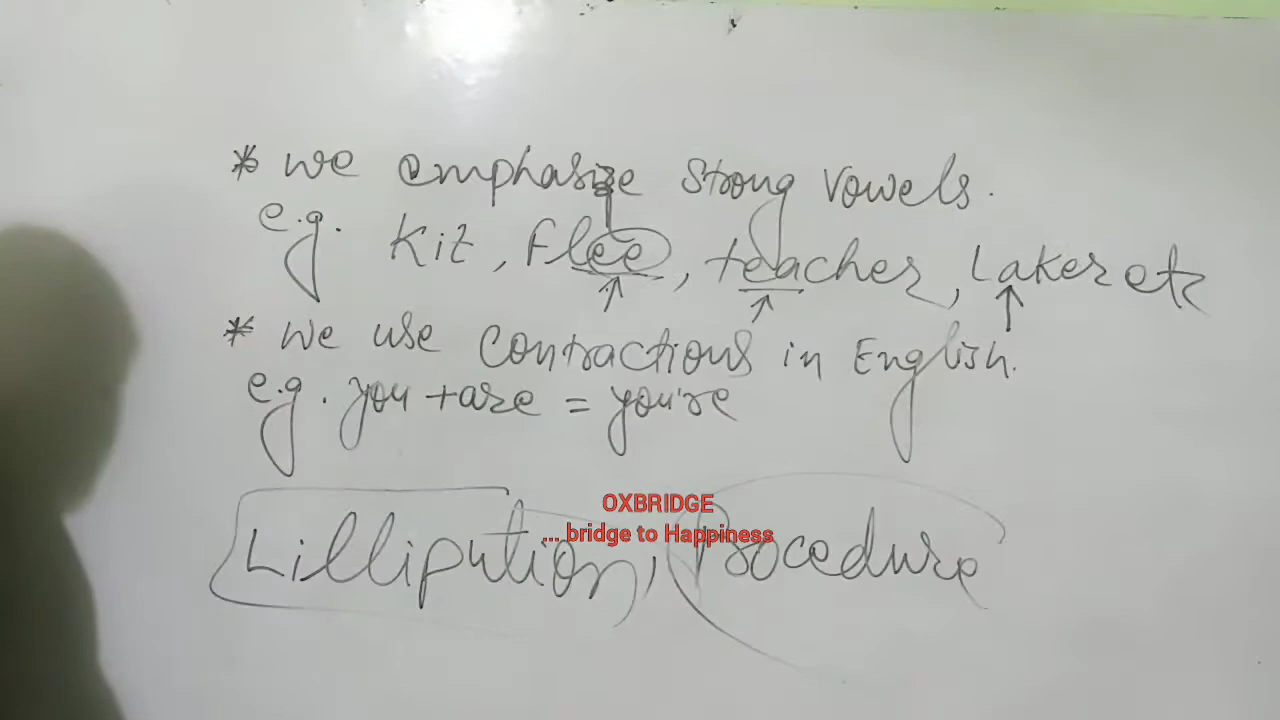 * we emphasize strong vowels.
e.g. Kit, Flee, teacher, Laker etc
* We use Contractions in English.
e.g. you + are = you're
OXBRIDGE
... bridge to Happiness
Lillipution, Procedure